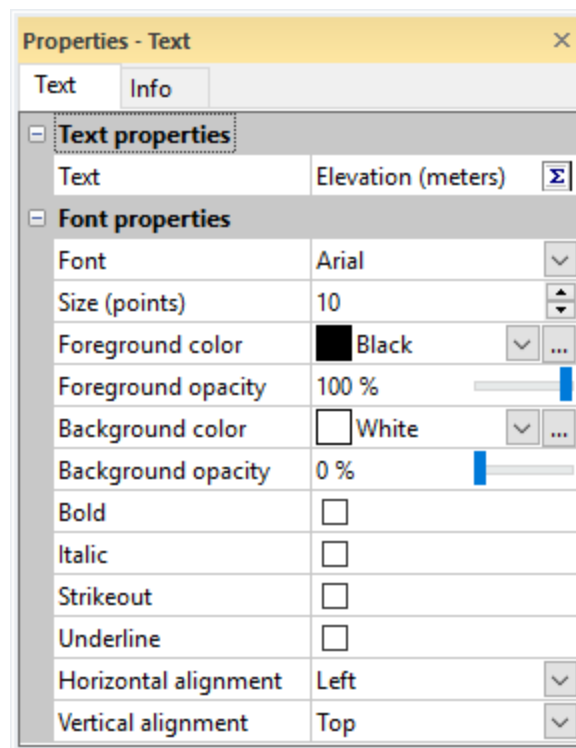 Properties - Text
Text Info
Text properties
Text Elevation (meters) Σ
Font properties
Font Arial
Size (points) 10
Foreground color Black ...
Foreground opacity 100 %
Background color White ...
Background opacity 0 %
Bold
Italic
Strikeout
Underline
Horizontal alignment Left
Vertical alignment Top